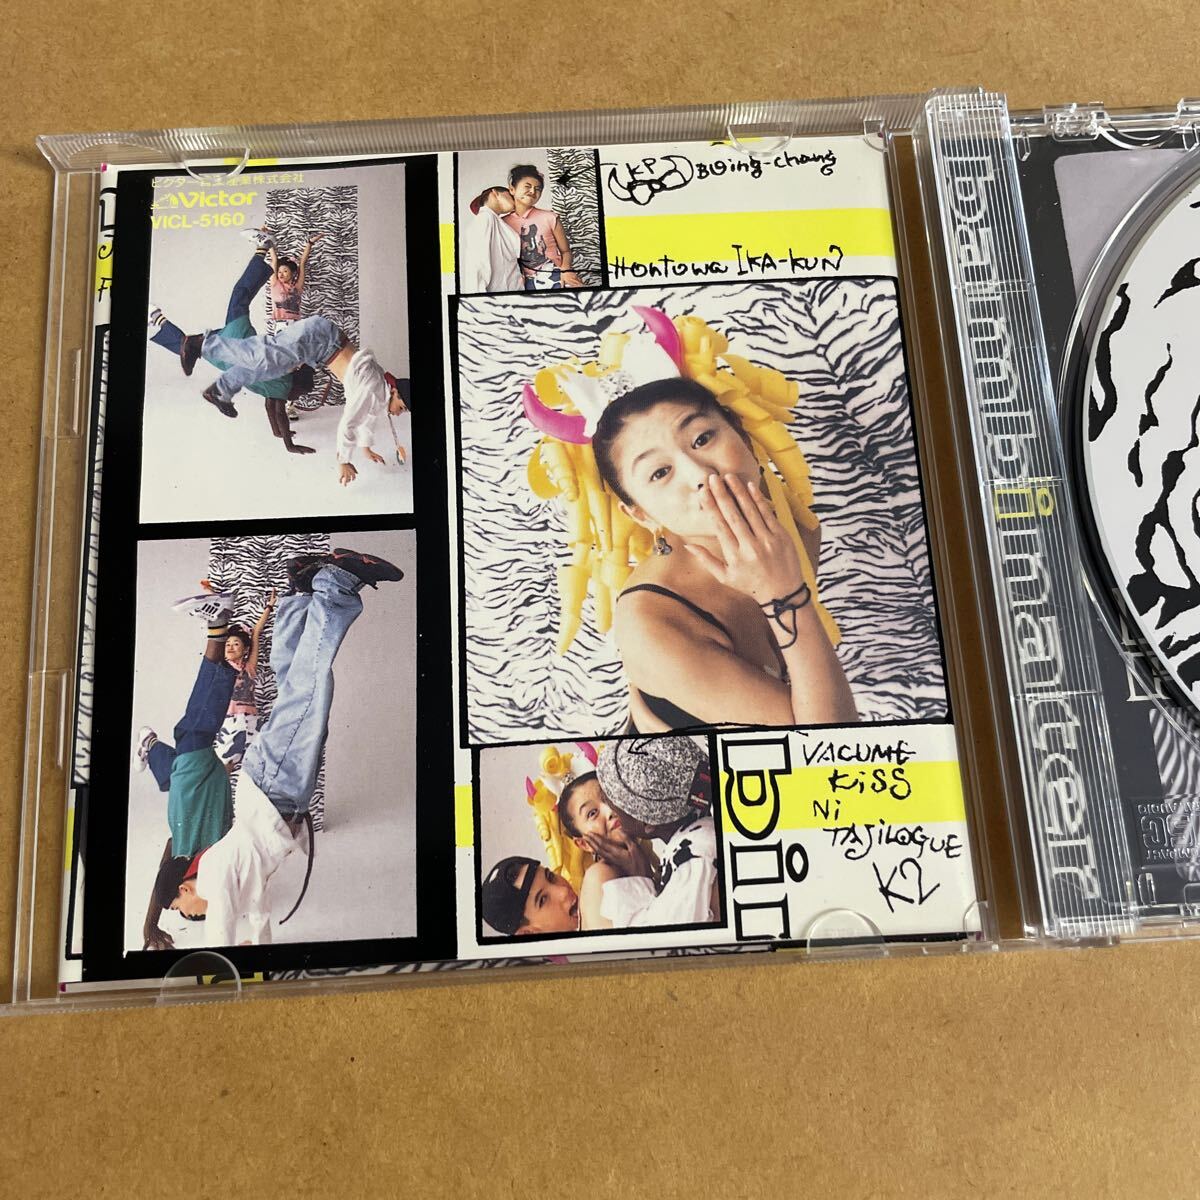 ビクター音楽産業株式会社
Victor
VICL-5160
KP
BOing-chang
Hontowa IKA-KUN?
VACUME
KiSS
Ni
TAjiLOGUE
K2
bambinater